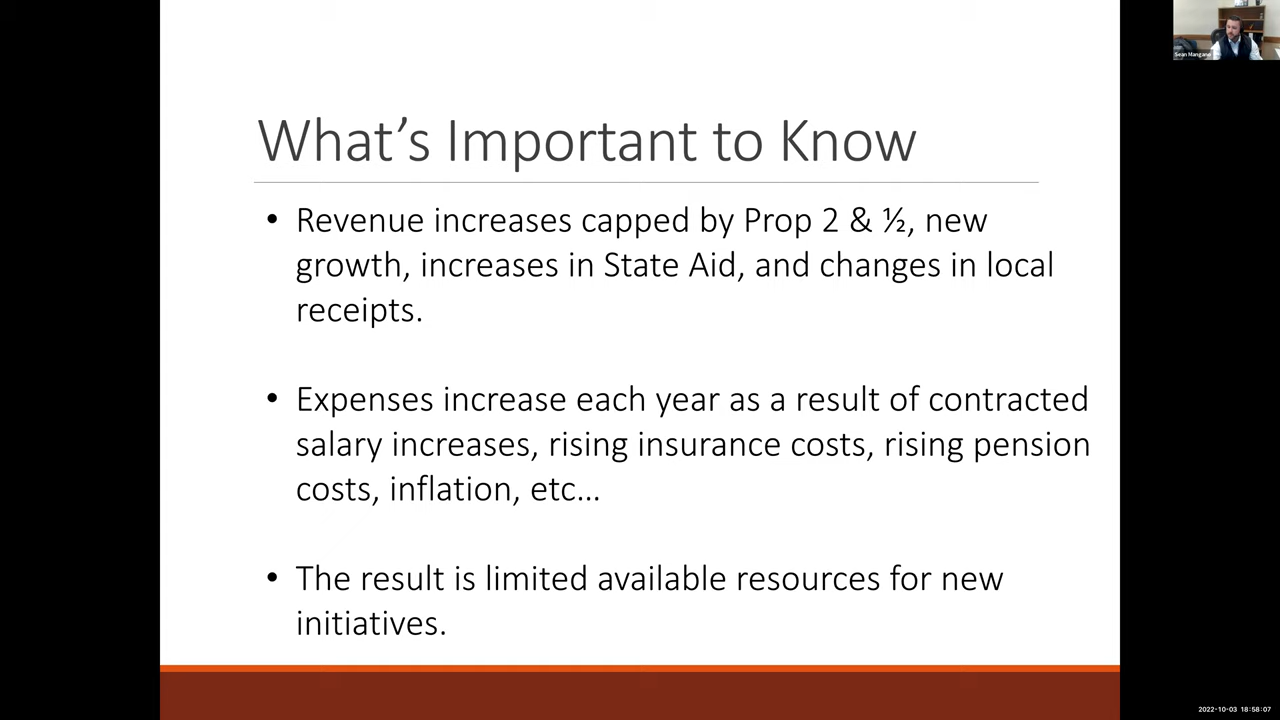 What's Important to Know
• Revenue increases capped by Prop 2 & ½, new
growth, increases in State Aid, and changes in local
receipts.
• Expenses increase each year as a result of contracted
salary increases, rising insurance costs, rising pension
costs, inflation, etc…
• The result is limited available resources for new
initiatives.
Sean Mangano
2022-10-03 18:58:07